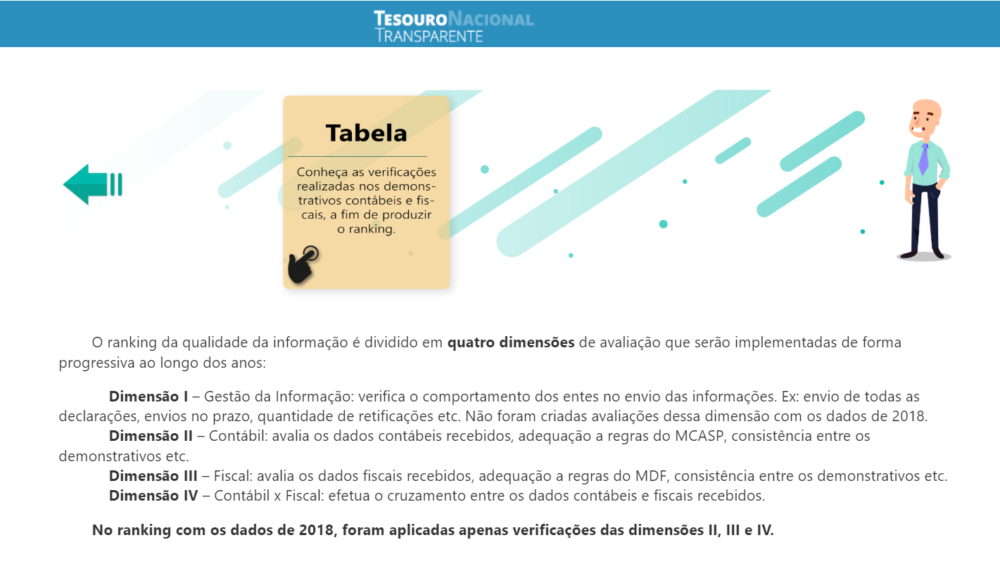 TESOURO NACIONAL
TRANSPARENTE
Tabela
Conheça as verificações
realizadas nos demons-
trativos contábeis e fis-
cais, a fim de produzir
o ranking.
O ranking da qualidade da informação é dividido em quatro dimensões de avaliação que serão implementadas de forma
progressiva ao longo dos anos:
Dimensão I – Gestão da Informação: verifica o comportamento dos entes no envio das informações. Ex: envio de todas as
declarações, envios no prazo, quantidade de retificações etc. Não foram criadas avaliações dessa dimensão com os dados de 2018.
Dimensão II – Contábil: avalia os dados contábeis recebidos, adequação a regras do MCASP, consistência entre os
demonstrativos etc.
Dimensão III – Fiscal: avalia os dados fiscais recebidos, adequação a regras do MDF, consistência entre os demonstrativos etc.
Dimensão IV – Contábil x Fiscal: efetua o cruzamento entre os dados contábeis e fiscais recebidos.
No ranking com os dados de 2018, foram aplicadas apenas verificações das dimensões II, III e IV.